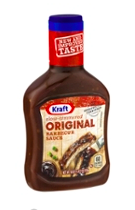 NEW AND
IMPROVED
TASTE
Kraft
slow-simmered
ORIGINAL
BARBECUE
SAUCE